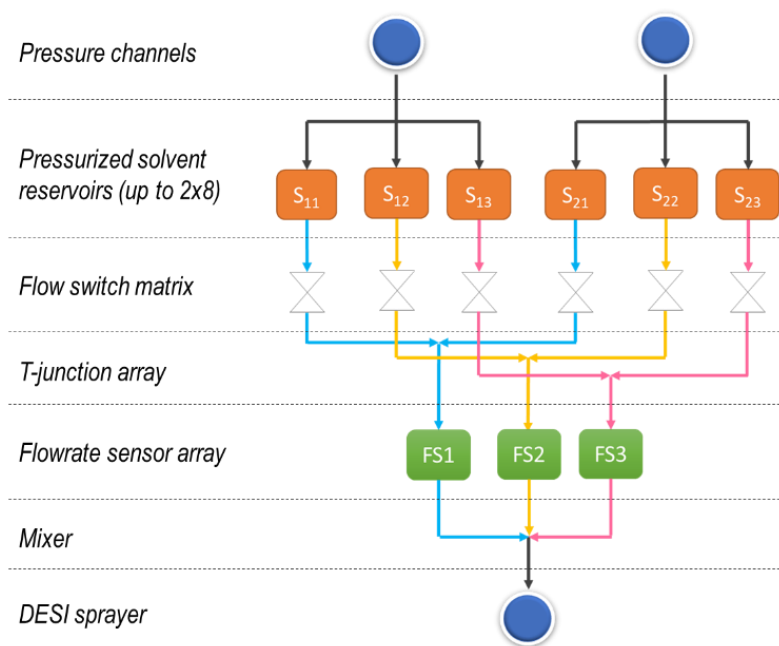 Pressure channels
Pressurized solvent
reservoirs (up to 2x8)
S₁₁ S₁₂ S₁₃ S₂₁ S₂₂ S₂₃
Flow switch matrix
T-junction array
Flowrate sensor array
FS1 FS2 FS3
Mixer
DESI sprayer